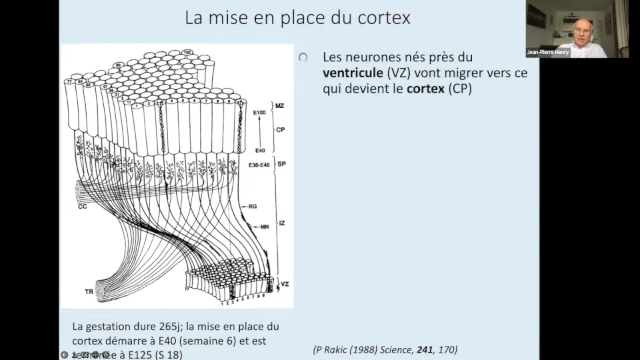 La mise en place du cortex
Jean-Pierre Henry
Les neurones nés près du
ventricule (VZ) vont migrer vers ce
qui devient le cortex (CP)
MZ
E100
CP
E40
E38-E40
SP
CC
RG
MN
IZ
TR
VZ
La gestation dure 265j; la mise en place du
cortex démarre à E40 (semaine 6) et est
à E125 (S 18)
(P Rakic (1988) Science, 241, 170)